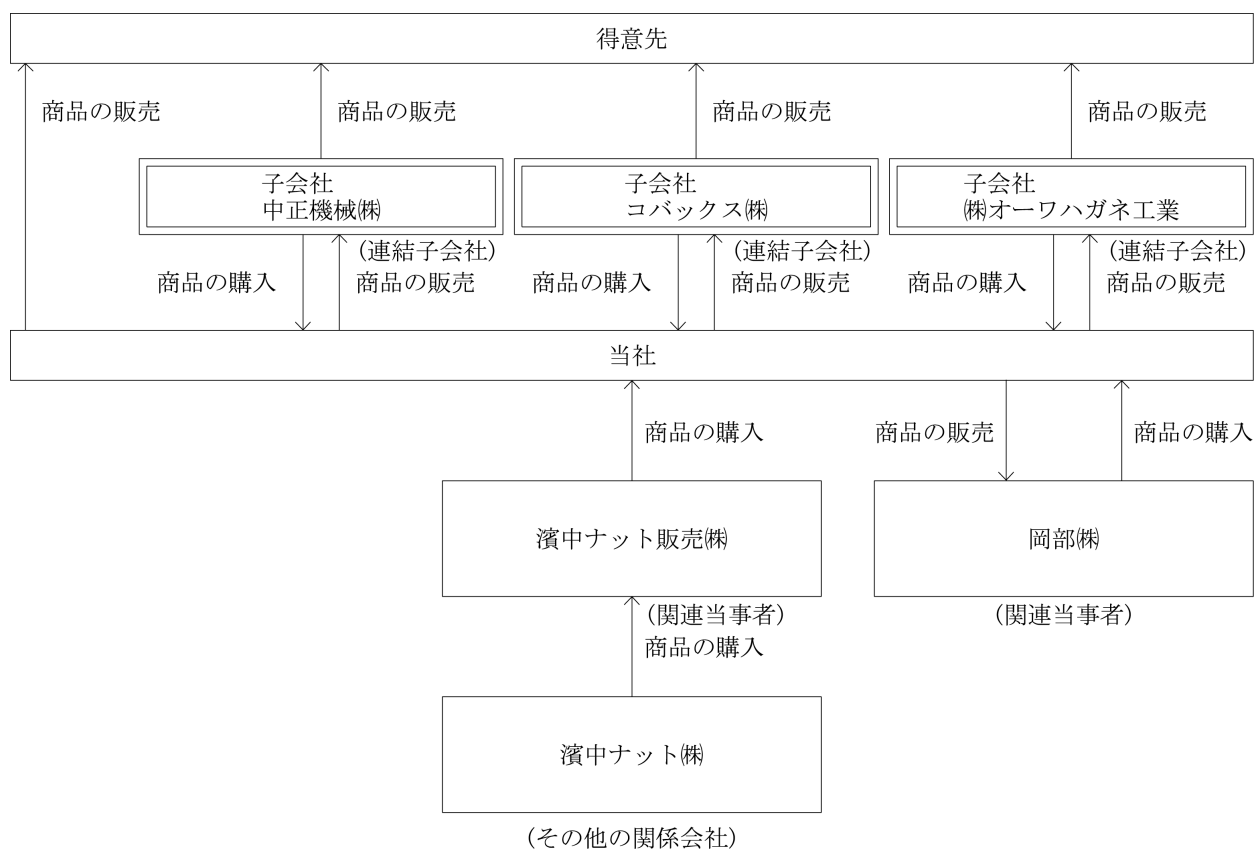 得意先
商品の販売
商品の販売
商品の販売
商品の販売
子会社
中正機械㈱
子会社
コバックス㈱
子会社
㈱オーワハガネ工業
(連結子会社)
(連結子会社)
(連結子会社)
商品の購入
商品の販売
商品の購入
商品の販売
商品の購入
商品の販売
当社
商品の購入
商品の販売
商品の購入
濱中ナット販売㈱
岡部㈱
(関連当事者)
(関連当事者)
商品の購入
濱中ナット㈱
(その他の関係会社)